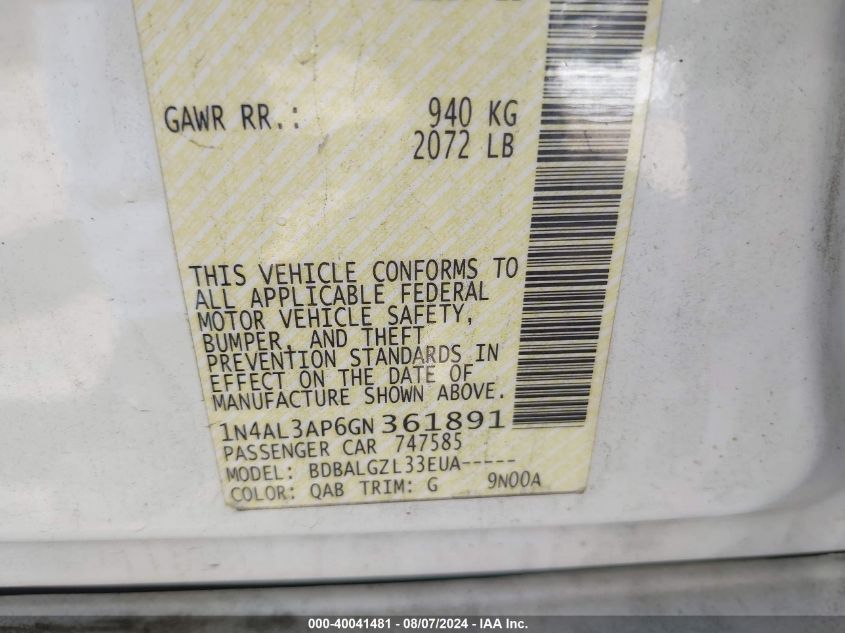 GAWR RR.: 940 KG
2072 LB
THIS VEHICLE CONFORMS TO
ALL APPLICABLE FEDERAL
MOTOR VEHICLE SAFETY,
BUMPER, AND THEFT
PREVENTION STANDARDS IN
EFFECT ON THE DATE OF
MANUFACTURE SHOWN ABOVE.
1N4AL3AP6GN 361891
PASSENGER CAR 747585
MODEL: BDBALGZL33EUA-----
COLOR: QAB TRIM: G 9N00A
000-40041481 - 08/07/2024 - IAA Inc.